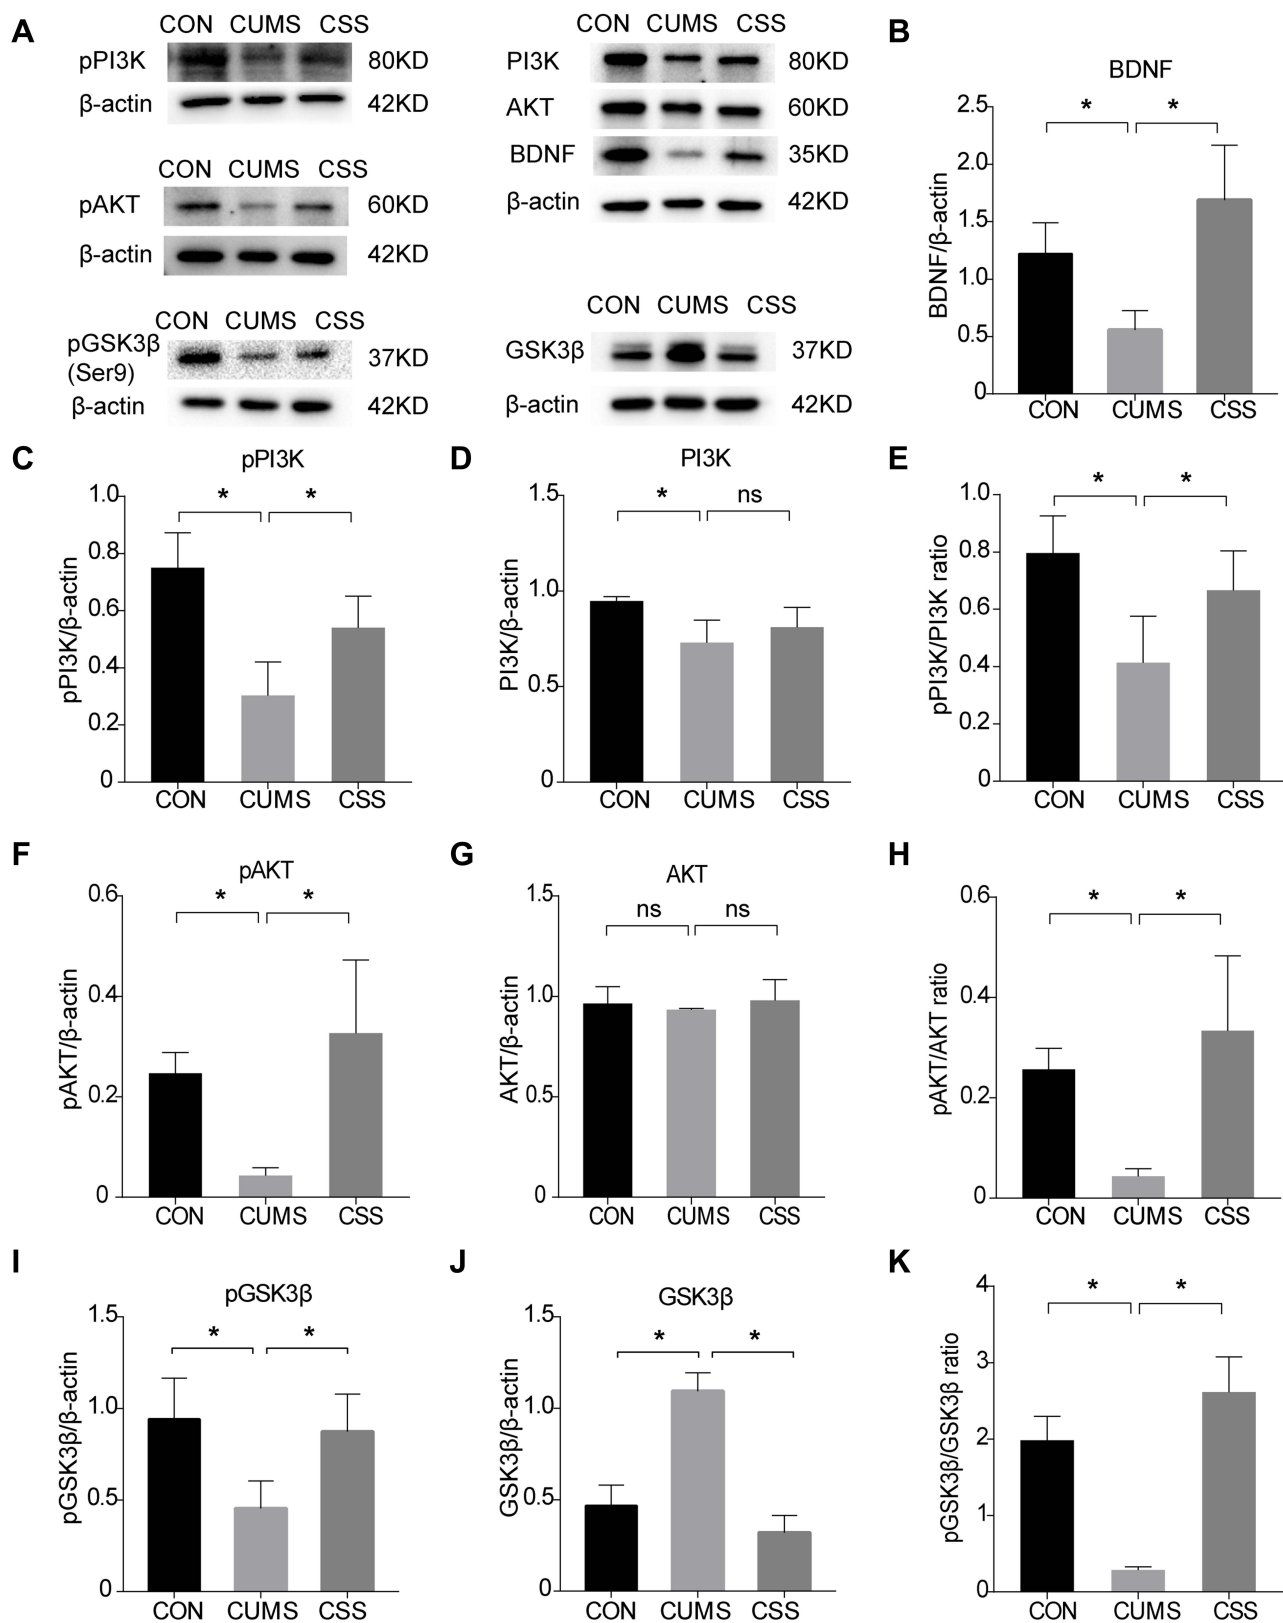 A
CON CUMS CSS
pPI3K 80KD
β-actin 42KD
CON CUMS CSS
pAKT 60KD
β-actin 42KD
CON CUMS CSS
pGSK3β
(Ser9) 37KD
β-actin 42KD
CON CUMS CSS
PI3K 80KD
AKT 60KD
BDNF 35KD
β-actin 42KD
CON CUMS CSS
GSK3β 37KD
β-actin 42KD
B
BDNF
BDNF/β-actin
2.5
2.0
1.5
1.0
0.5
0
* *
CON CUMS CSS
C
pPI3K
pPI3K/β-actin
1.0
0.8
0.6
0.4
0.2
0
* *
CON CUMS CSS
D
PI3K
PI3K/β-actin
1.5
1.0
0.5
0
* ns
CON CUMS CSS
E
pPI3K/PI3K ratio
1.0
0.8
0.6
0.4
0.2
0
* *
CON CUMS CSS
F
pAKT
pAKT/β-actin
0.6
0.4
0.2
0
* *
CON CUMS CSS
G
AKT
AKT/β-actin
1.5
1.0
0.5
0
ns ns
CON CUMS CSS
H
pAKT/AKT ratio
0.6
0.4
0.2
0
* *
CON CUMS CSS
I
pGSK3β
pGSK3β/β-actin
1.5
1.0
0.5
0
* *
CON CUMS CSS
J
GSK3β
GSK3β/β-actin
1.5
1.0
0.5
0
* *
CON CUMS CSS
K
pGSK3β/GSK3β ratio
4
3
2
1
0
* *
CON CUMS CSS